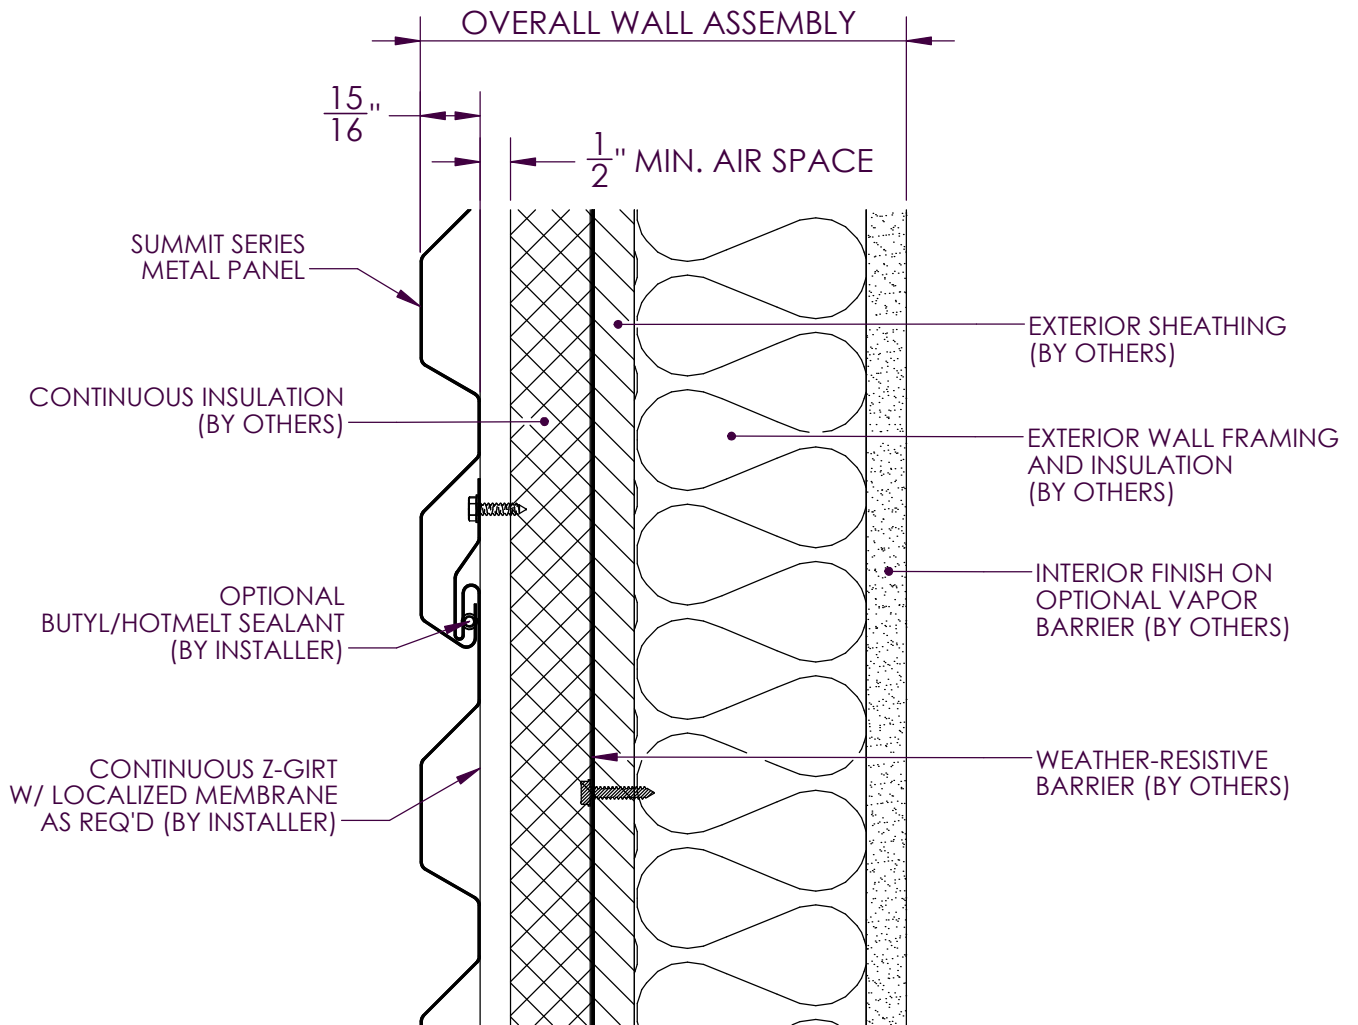 OVERALL WALL ASSEMBLY
15/16"
1/2" MIN. AIR SPACE
SUMMIT SERIES
METAL PANEL
CONTINUOUS INSULATION
(BY OTHERS)
OPTIONAL
BUTYL/HOTMELT SEALANT
(BY INSTALLER)
CONTINUOUS Z-GIRT
W/ LOCALIZED MEMBRANE
AS REQ'D (BY INSTALLER)
EXTERIOR SHEATHING
(BY OTHERS)
EXTERIOR WALL FRAMING
AND INSULATION
(BY OTHERS)
INTERIOR FINISH ON
OPTIONAL VAPOR
BARRIER (BY OTHERS)
WEATHER-RESISTIVE
BARRIER (BY OTHERS)